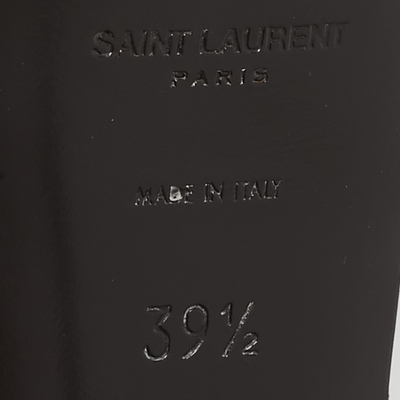 SAINT LAURENT
PARIS
MADE IN ITALY
39½